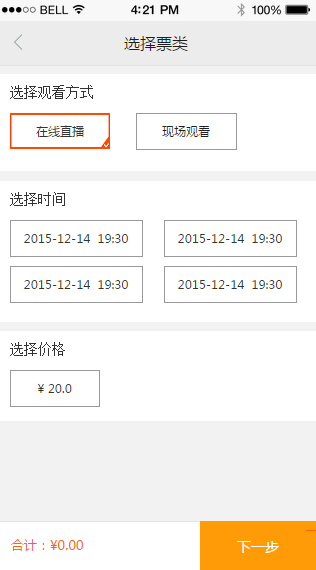 BELL 4:21 PM 100%
选择票类
选择观看方式
在线直播 现场观看
选择时间
2015-12-14 19:30 2015-12-14 19:30
2015-12-14 19:30 2015-12-14 19:30
选择价格
¥ 20.0
合计：¥0.00 下一步